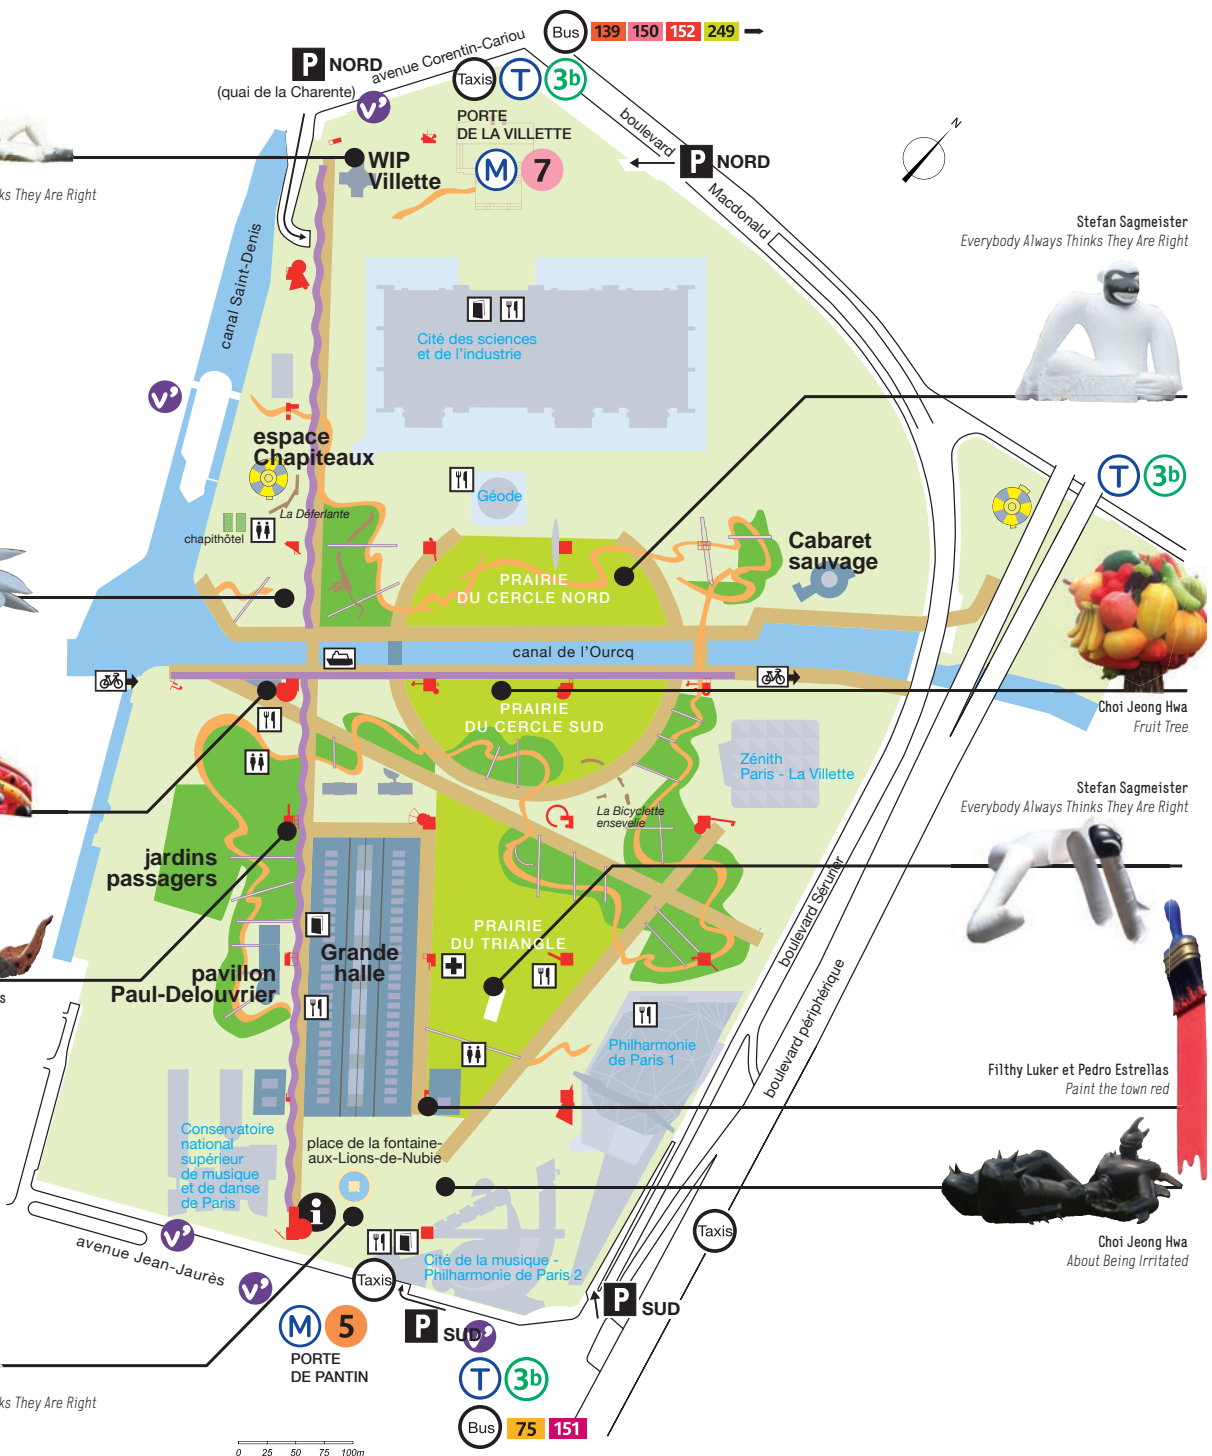 Bus 139 150 152 249
P NORD
(quai de la Charente)
avenue Corentin-Cariou
Taxis T 3b
v'
PORTE
DE LA VILLETTE
M 7
boulevard
Macdonald
P NORD
N
WIP
Villette
ks They Are Right
canal Saint-Denis
Stefan Sagmeister
Everybody Always Thinks They Are Right
Cité des sciences
et de l'industrie
v'
espace
Chapiteaux
La Déferlante
chapithôtel
Géode
T 3b
Cabaret
sauvage
PRAIRIE
DU CERCLE NORD
canal de l'Ourcq
PRAIRIE
DU CERCLE SUD
Choi Jeong Hwa
Fruit Tree
Zénith
Paris - La Villette
Stefan Sagmeister
Everybody Always Thinks They Are Right
La Bicyclette
ensevelie
jardins
passagers
boulevard Sérurier
PRAIRIE
DU TRIANGLE
Grande
halle
pavillon
Paul-Delouvrier
s
boulevard périphérique
Philharmonie
de Paris 1
Filthy Luker et Pedro Estrellas
Paint the town red
Conservatoire
national
supérieur
de musique
et de danse
de Paris
place de la fontaine-
aux-Lions-de-Nubie
i
Taxis
Choi Jeong Hwa
About Being Irritated
v'
avenue Jean-Jaurès
v'
Cité de la musique -
Philharmonie de Paris 2
Taxis
P SUD
P SUD
v'
M 5
PORTE
DE PANTIN
T 3b
ks They Are Right
Bus 75 151
0 25 50 75 100m